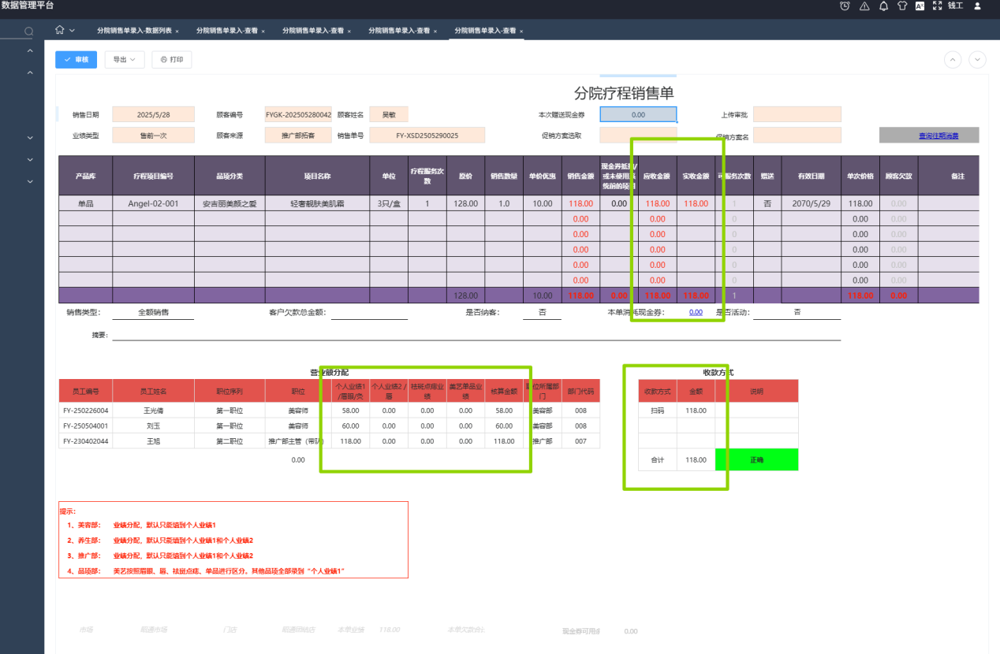 数据管理平台 钱工
分院销售单录入-数据列表 × 分院销售单录入-查看 × 分院销售单录入-查看 × 分院销售单录入-查看 × 分院销售单录入-查看 ×
审核 导出 打印
分院疗程销售单
销售日期 2025/5/28 顾客编号 FYGK-202505280042 顾客姓名 吴敏 本次赠送现金券 0.00 上传审批
业绩类型 售前一次 顾客来源 推广部拓客 销售单号 FY-XSD2505290025 促销方案选取 促销方案名 查询往期消费
产品库 疗程项目编号 品项分类 项目名称 单位 疗程服务次数 原价 销售数量 单价优惠 销售金额 现金券抵扣/或未使用系统前的项目 应收金额 实收金额 可服务次数 赠送 有效日期 单次价格 顾客欠款 备注
单品 Angel-02-001 安吉丽美颜之爱 轻奢靓肤美肌霜 3只/盒 1 128.00 1.0 10.00 118.00 0.00 118.00 118.00 1 否 2070/5/29 118.00 0.00
0.00 0.00 0 0.00 0.00
0.00 0.00 0 0.00 0.00
0.00 0.00 0 0.00 0.00
0.00 0.00 0 0.00 0.00
0.00 0.00 0 0.00 0.00
128.00 10.00 118.00 0.00 118.00 118.00 1 118.00 0.00
销售类型: 全额销售 客户欠款总金额: 是否纳客: 否 本单消耗现金券: 0.00 是否活动: 否
摘要:
营业额分配 收款方式
员工编号 员工姓名 职位序列 职位 个人业绩1/眉眼/灸 个人业绩2/唇 祛斑点痣业绩 美艺单品业绩 核算金额 职位所属部门 部门代码 收款方式 金额 说明
FY-250226004 王光倩 第一职位 美容师 58.00 0.00 0.00 0.00 58.00 美容部 008 扫码 118.00
FY-250504001 刘玉 第一职位 美容师 60.00 0.00 0.00 0.00 60.00 美容部 008
FY-230402044 王旭 第二职位 推广部主管（带队） 118.00 0.00 0.00 0.00 118.00 推广部 007
0.00 合计 118.00 正确
提示:
1、美容部: 业绩分配，默认只能填到个人业绩1
2、养生部: 业绩分配，默认只能填到个人业绩1和个人业绩2
3、推广部: 业绩分配，默认只能填到个人业绩1和个人业绩2
4、品项部: 美艺按照眉眼、唇、祛斑点痣、单品进行区分。其他品项全部录到“个人业绩1”
市场 昭通市场 门店 本单业绩 118.00 本单欠款合计 现金券可用金 0.00